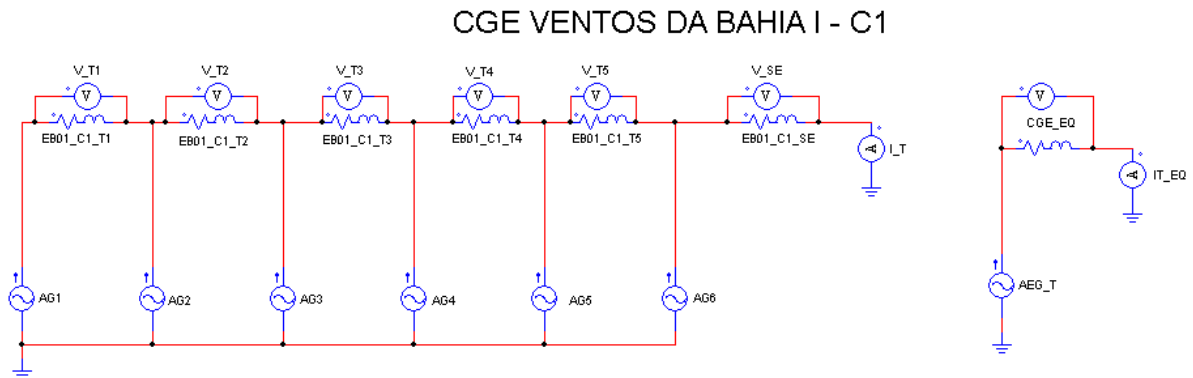 CGE VENTOS DA BAHIA I - C1
V_T1 V_T2 V_T3 V_T4 V_T5 V_SE
V V V V V V V
EB01_C1_T1 EB01_C1_T2 EB01_C1_T3 EB01_C1_T4 EB01_C1_T5 EB01_C1_SE CGE_EQ
A I_T A IT_EQ
AG1 AG2 AG3 AG4 AG5 AG6 AEG_T